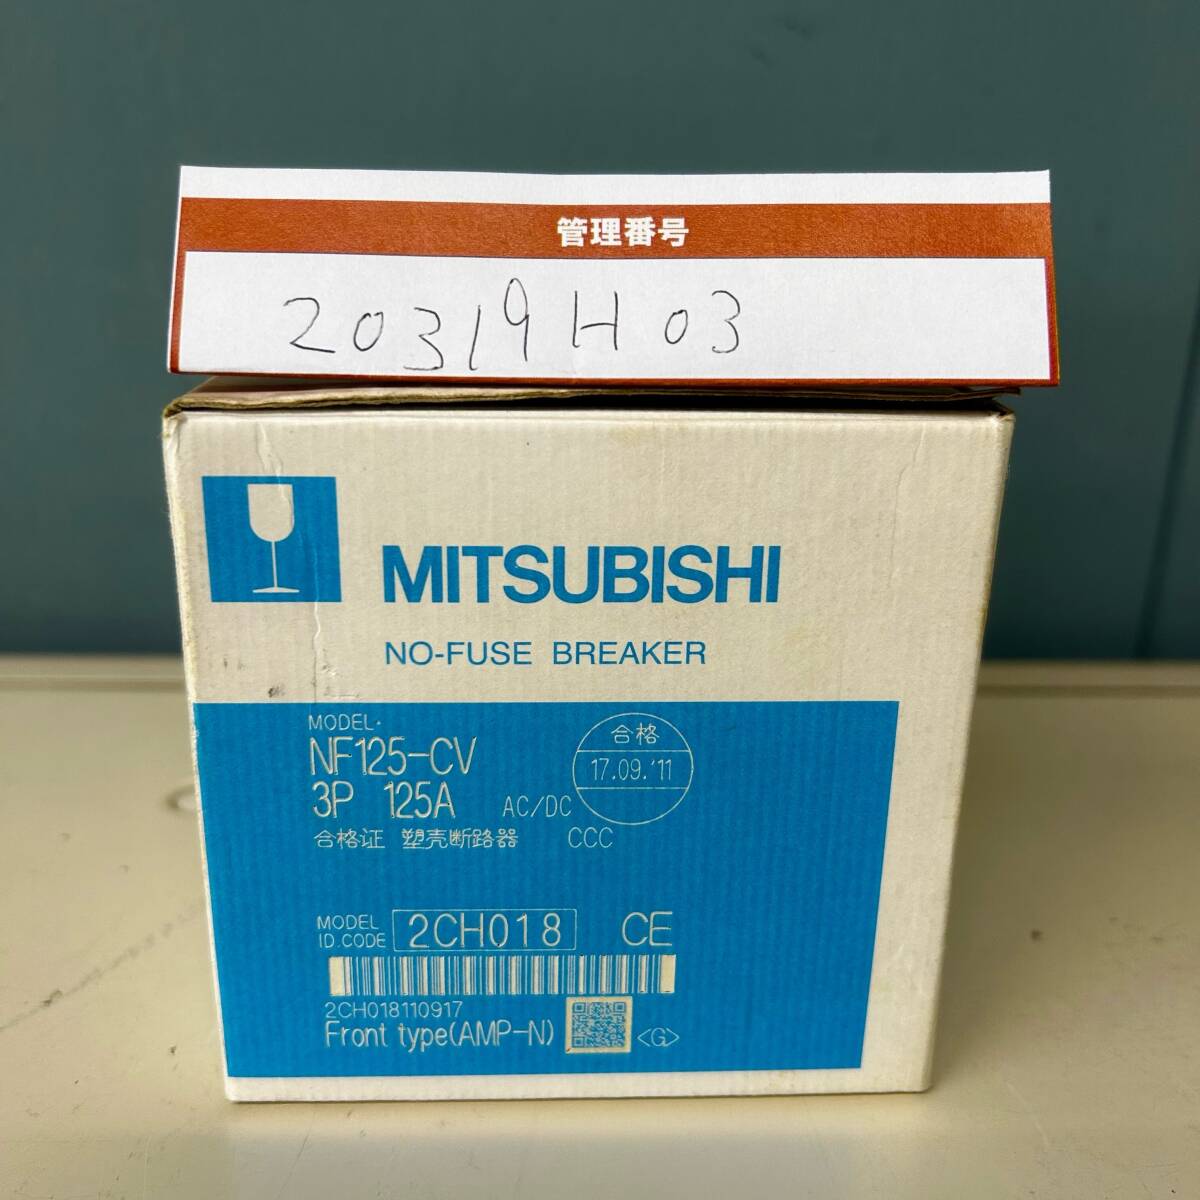 管理番号
20319H03
MITSUBISHI
NO-FUSE BREAKER
MODEL
NF125-CV
3P 125A AC/DC
合格
17.09.'11
合格证 塑壳断路器 CCC
MODEL
ID.CODE 2CH018 CE
2CH018110917
Front type(AMP-N) <G>